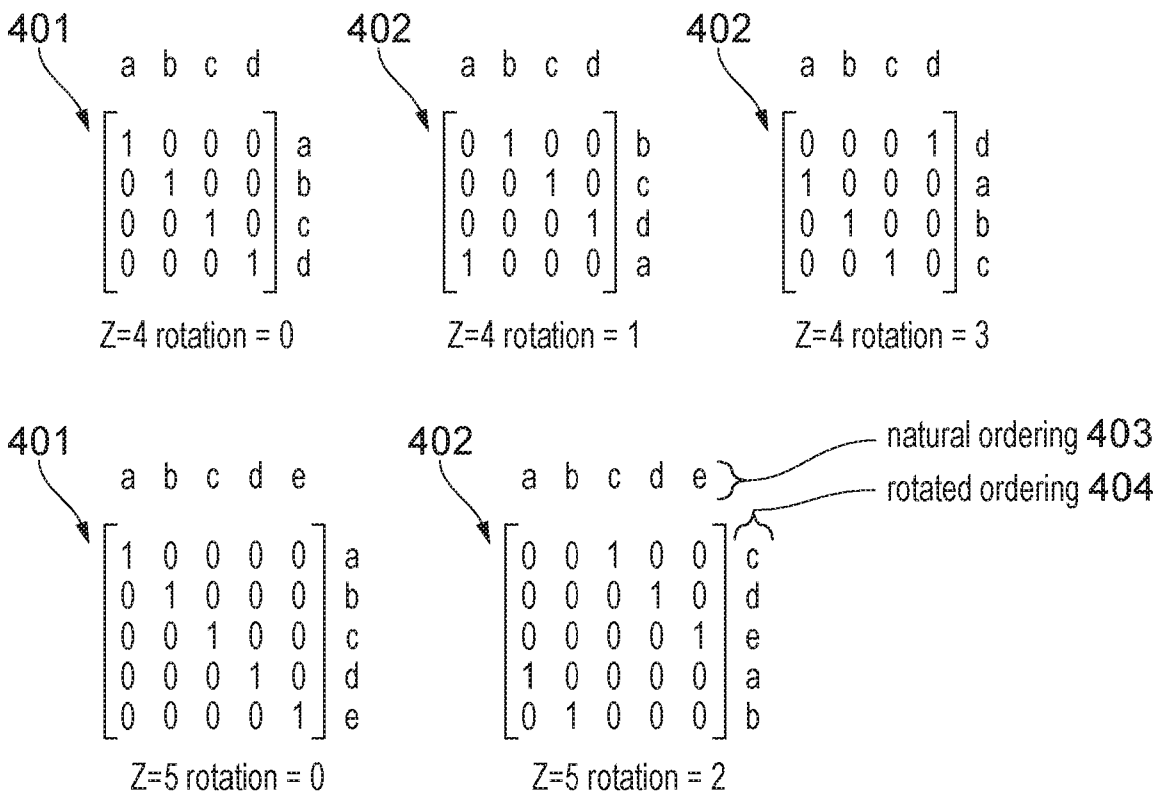 401 402 402
a b c d a b c d a b c d
1 0 0 0 a 0 1 0 0 b 0 0 0 1 d
0 1 0 0 b 0 0 1 0 c 1 0 0 0 a
0 0 1 0 c 0 0 0 1 d 0 1 0 0 b
0 0 0 1 d 1 0 0 0 a 0 0 1 0 c
Z=4 rotation = 0 Z=4 rotation = 1 Z=4 rotation = 3
401 402 natural ordering 403
a b c d e a b c d e
rotated ordering 404
1 0 0 0 0 a 0 0 1 0 0 c
0 1 0 0 0 b 0 0 0 1 0 d
0 0 1 0 0 c 0 0 0 0 1 e
0 0 0 1 0 d 1 0 0 0 0 a
0 0 0 0 1 e 0 1 0 0 0 b
Z=5 rotation = 0 Z=5 rotation = 2